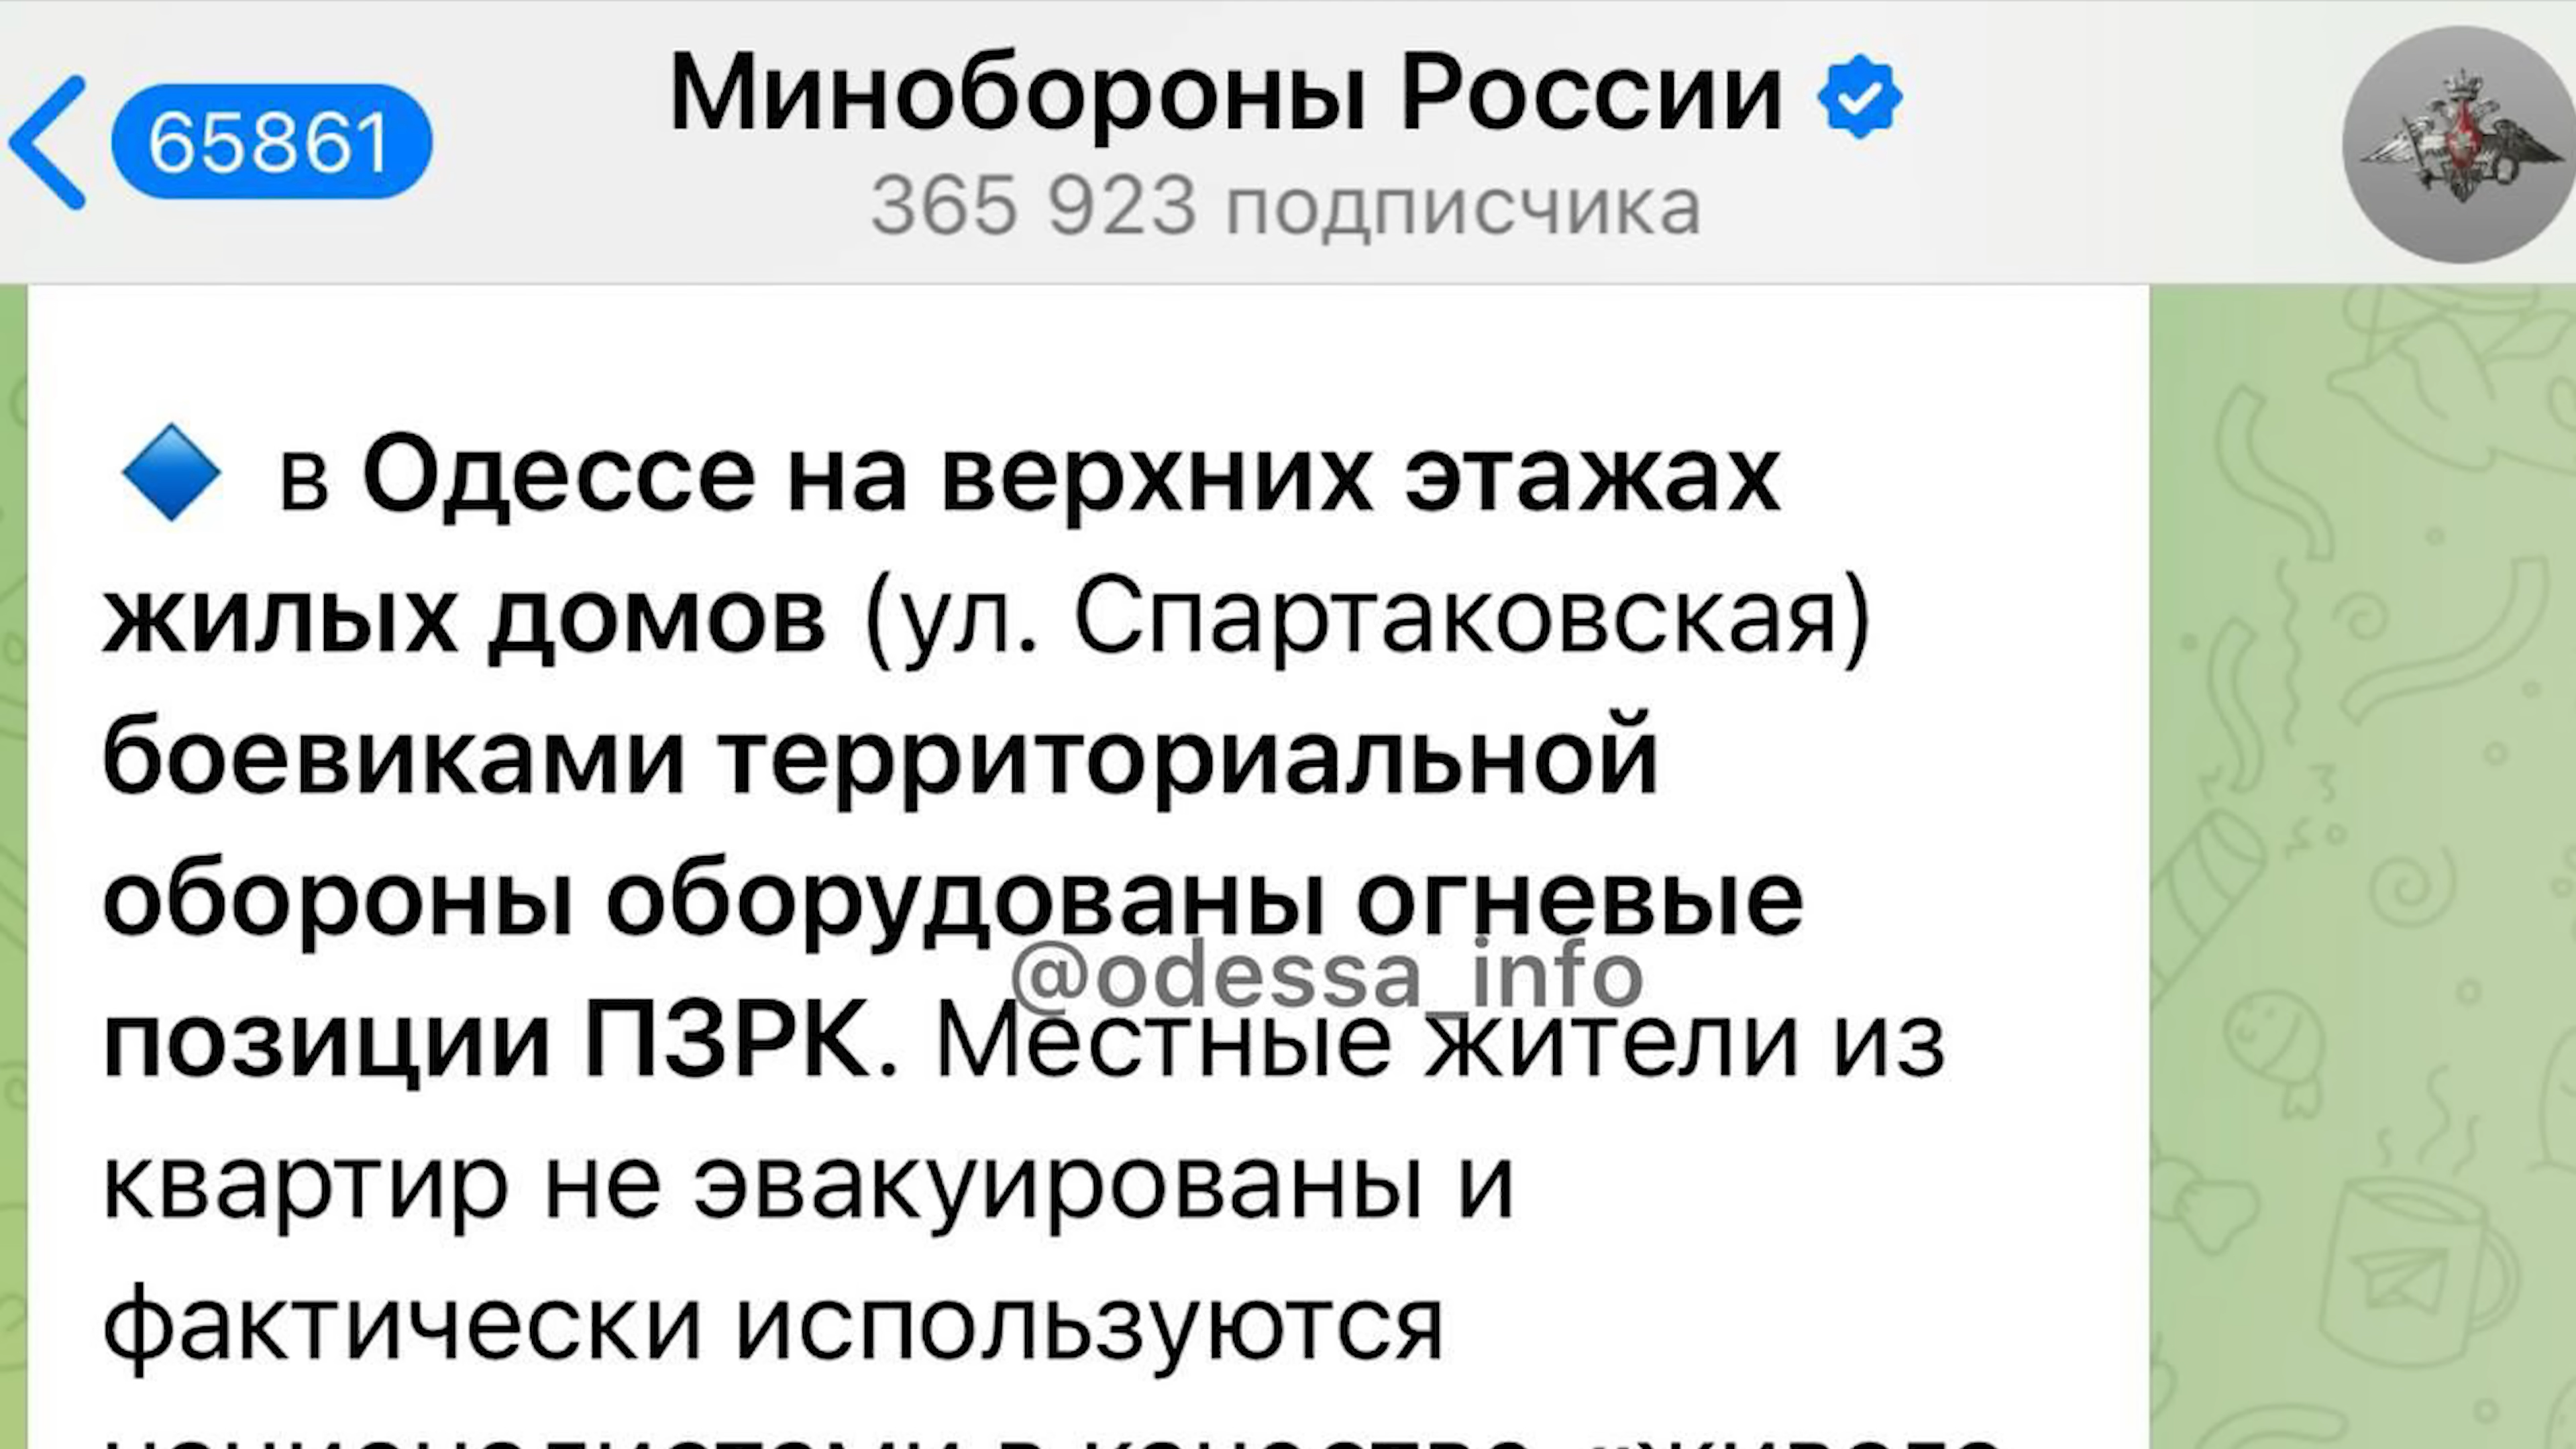 65861
Минобороны России
365 923 подписчика
в Одессе на верхних этажах
жилых домов (ул. Спартаковская)
боевиками территориальной
обороны оборудованы огневые
@odessa_info
позиции ПЗРК. Местные жители из
квартир не эвакуированы и
фактически используются